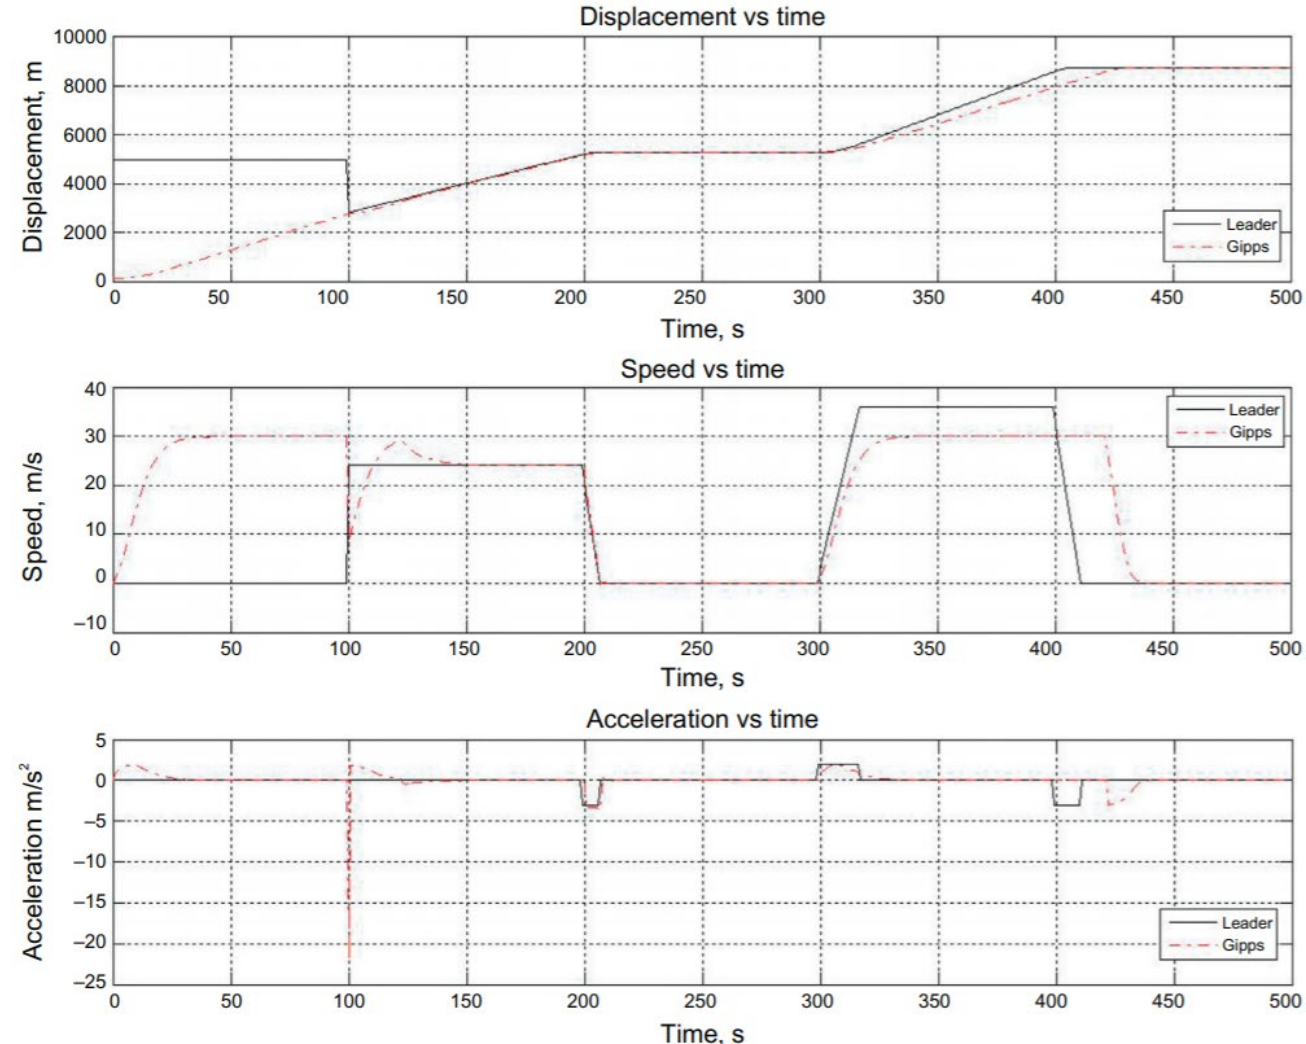 Displacement vs time
Displacement, m
10000
8000
6000
4000
2000
0
0 50 100 150 200 250 300 350 400 450 500
Time, s
Leader
Gipps
Speed vs time
Speed, m/s
40
30
20
10
0
–10
0 50 100 150 200 250 300 350 400 450 500
Time, s
Leader
Gipps
Acceleration vs time
Acceleration m/s²
5
0
–5
–10
–15
–20
–25
0 50 100 150 200 250 300 350 400 450 500
Time, s
Leader
Gipps